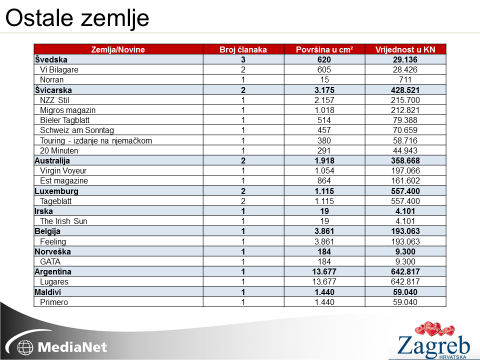 Ostale zemlje
Zemlja/Novine Broj članaka Površina u cm² Vrijednost u KN
Švedska 3 620 29.136
Vi Bilagare 2 605 28.426
Norran 1 15 711
Švicarska 2 3.175 428.521
NZZ Stil 1 2.157 215.700
Migros magazin 1 1.018 212.821
Bieler Tagblatt 1 514 79.388
Schweiz am Sonntag 1 457 70.659
Touring - izdanje na njemačkom 1 380 58.716
20 Minuten 1 291 44.943
Australija 2 1.918 358.668
Virgin Voyeur 1 1.054 197.066
Est magazine 1 864 161.602
Luxemburg 2 1.115 557.400
Tageblatt 2 1.115 557.400
Irska 1 19 4.101
The Irish Sun 1 19 4.101
Belgija 1 3.861 193.063
Feeling 1 3.861 193.063
Norveška 1 184 9.300
GATA 1 184 9.300
Argentina 1 13.677 642.817
Lugares 1 13.677 642.817
Maldivi 1 1.440 59.040
Primero 1 1.440 59.040
MediaNet
Zagreb
HRVATSKA